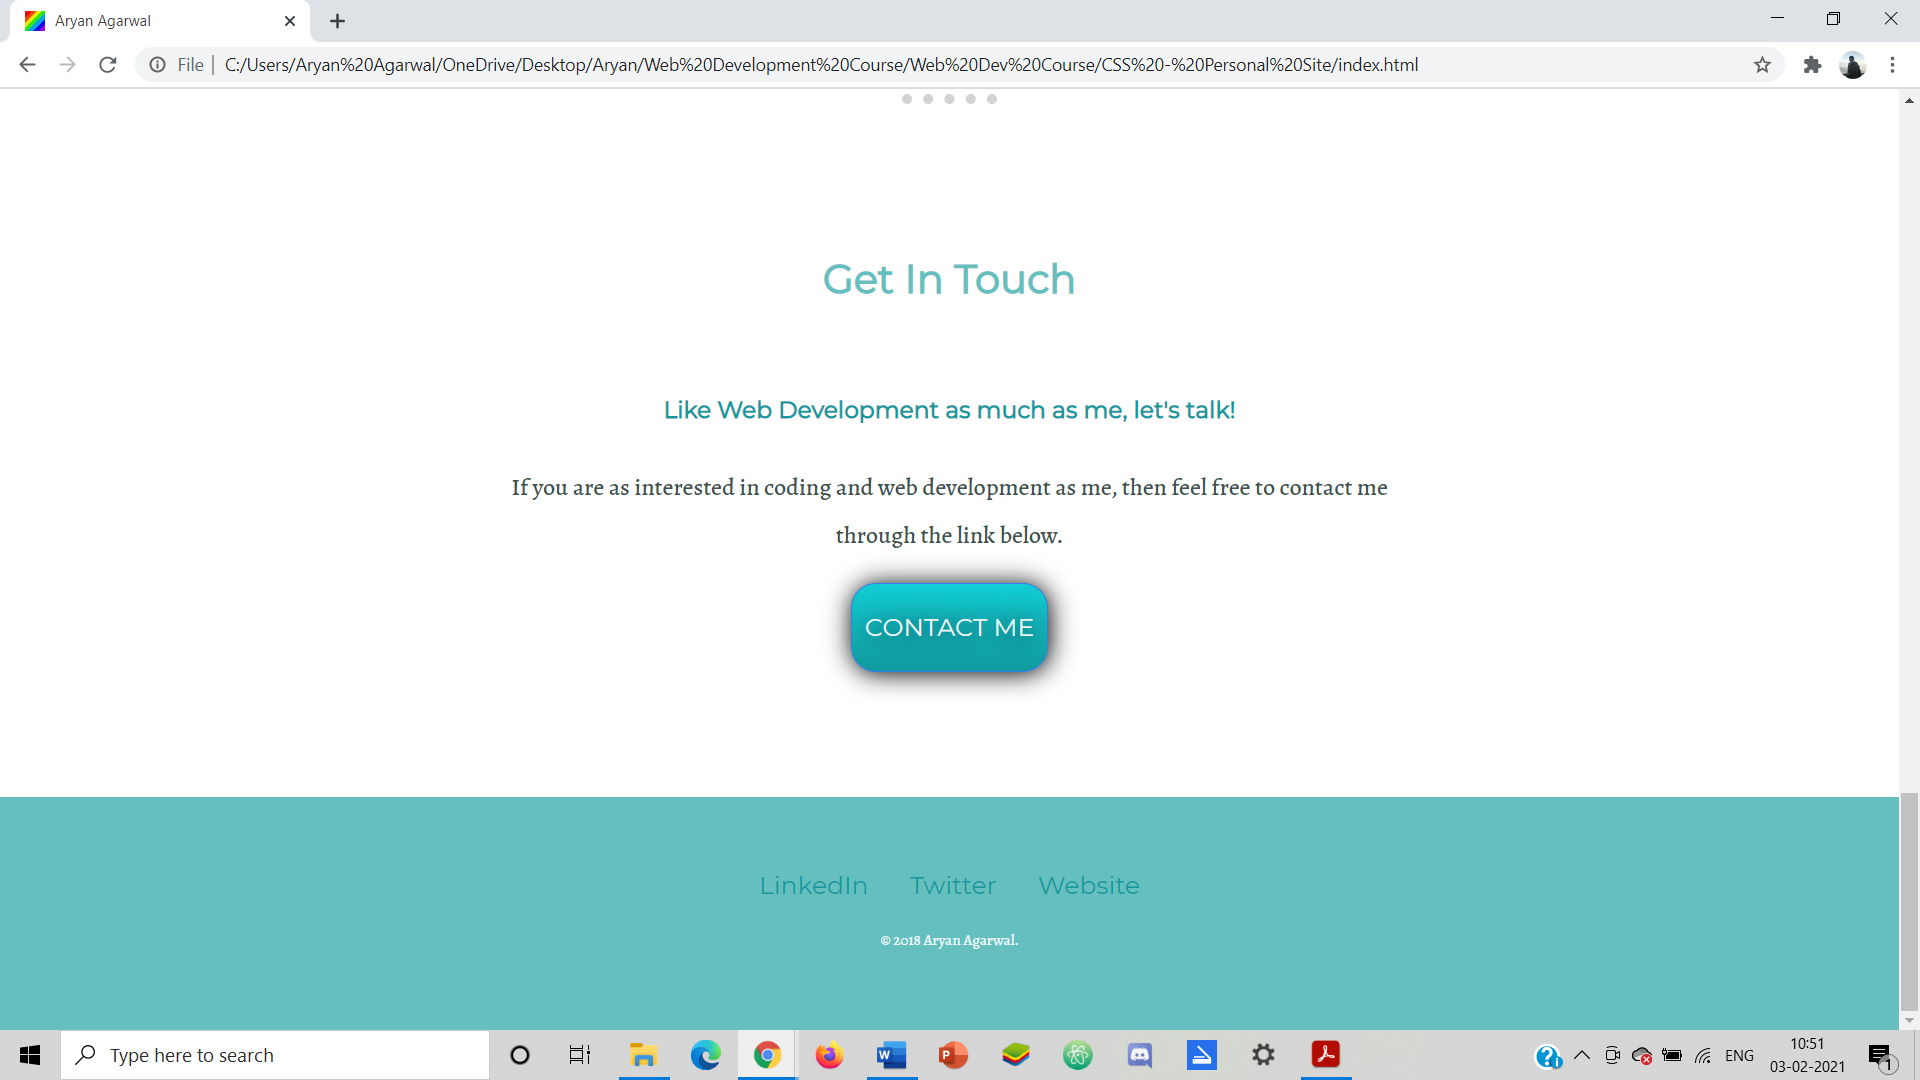 Aryan Agarwal
File
C:/Users/Aryan%20Agarwal/OneDrive/Desktop/Aryan/Web%20Development%20Course/Web%20Dev%20Course/CSS%20-%20Personal%20Site/index.html
Get In Touch
Like Web Development as much as me, let's talk!
If you are as interested in coding and web development as me, then feel free to contact me
through the link below.
CONTACT ME
LinkedIn Twitter Website
© 2018 Aryan Agarwal.
Type here to search
ENG
10:51
03-02-2021
1